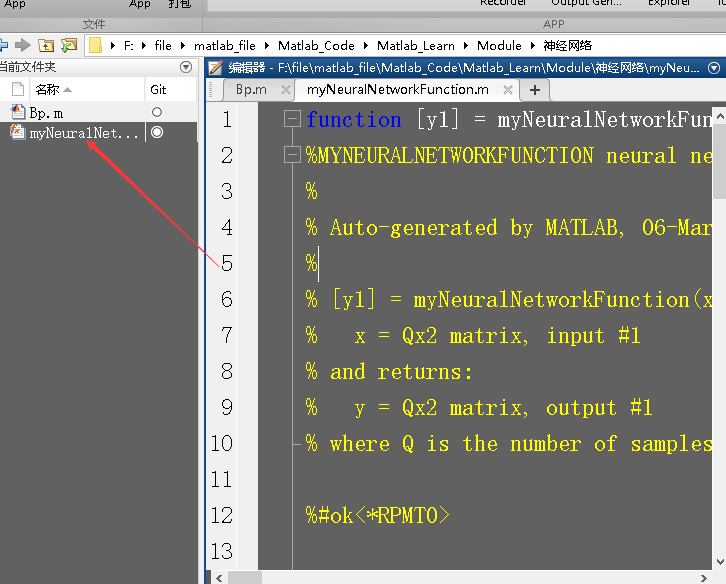 App
App
打包
Recorder
Output Gen...
Explorer
文件
APP
F: file matlab_file Matlab_Code Matlab_Learn Module 神经网络
当前文件夹
编辑器 - F:\file\matlab_file\Matlab_Code\Matlab_Learn\Module\神经网络\myNeu...
名称
Git
Bp.m
myNeuralNet...
Bp.m
myNeuralNetworkFunction.m
1 function [y1] = myNeuralNetworkFun
2 %MYNEURALNETWORKFUNCTION neural ne
3 %
4 % Auto-generated by MATLAB, 06-Mar
5 %
6 % [y1] = myNeuralNetworkFunction(x
7 %   x = Qx2 matrix, input #1
8 % and returns:
9 %   y = Qx2 matrix, output #1
10 % where Q is the number of samples
11
12 %#ok<*RPMT0>
13